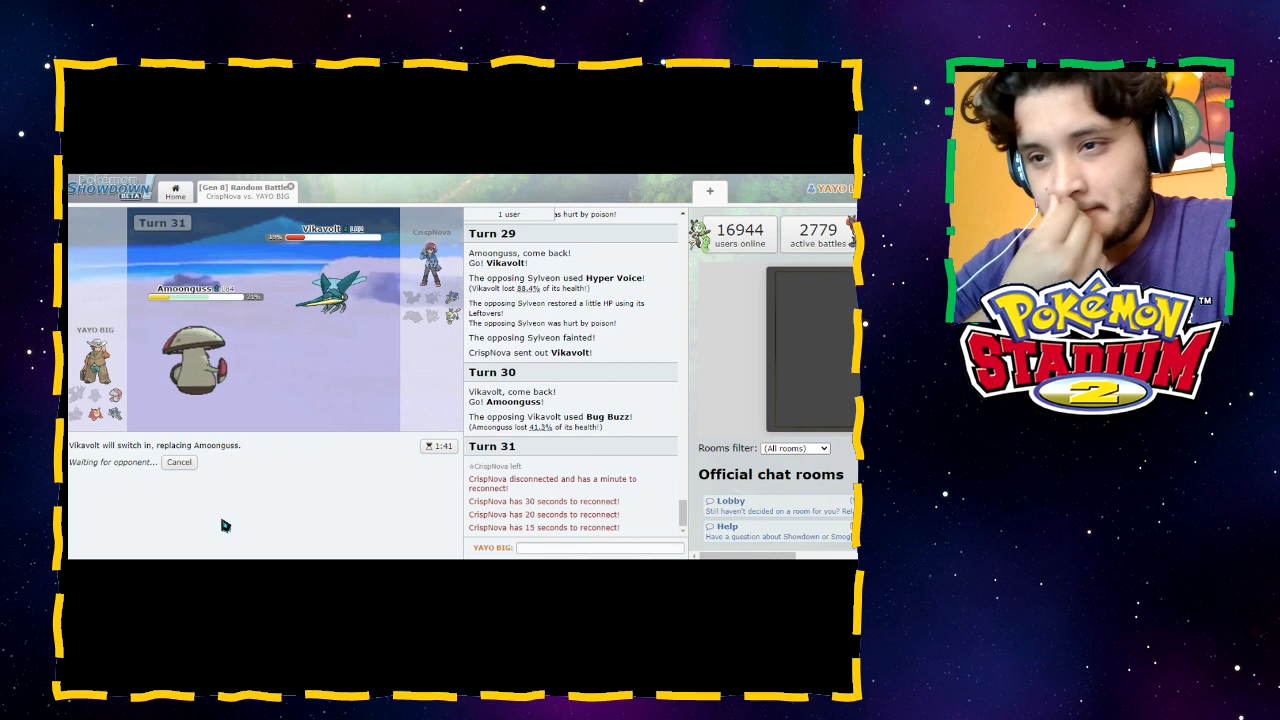 Pokémon
SHOWDOWN
BETA
Home
[Gen 8] Random Battle
CrispNova vs. YAYO BIG
+
Turn 31
Vikavolt
19%
CrispNova
Amoonguss L84
21%
YAYO BIG
Vikavolt will switch in, replacing Amoonguss.
1:41
Waiting for opponent...
Cancel
1 user
as hurt by poison!
Turn 29
Amoonguss, come back!
Go! Vikavolt!
The opposing Sylveon used Hyper Voice!
(Vikavolt lost 88.4% of its health!)
The opposing Sylveon restored a little HP using its
Leftovers!
The opposing Sylveon was hurt by poison!
The opposing Sylveon fainted!
CrispNova sent out Vikavolt!
Turn 30
Vikavolt, come back!
Go! Amoonguss!
The opposing Vikavolt used Bug Buzz!
(Amoonguss lost 41.3% of its health!)
Turn 31
☆CrispNova left
CrispNova disconnected and has a minute to
reconnect!
CrispNova has 30 seconds to reconnect!
CrispNova has 20 seconds to reconnect!
CrispNova has 15 seconds to reconnect!
YAYO BIG:
16944
users online
2779
active battles
Rooms filter: (All rooms)
Official chat rooms
Lobby
Still haven't decided on a room for you?
Help
Have a question about Showdown or
POKéMON™
STADIUM
2